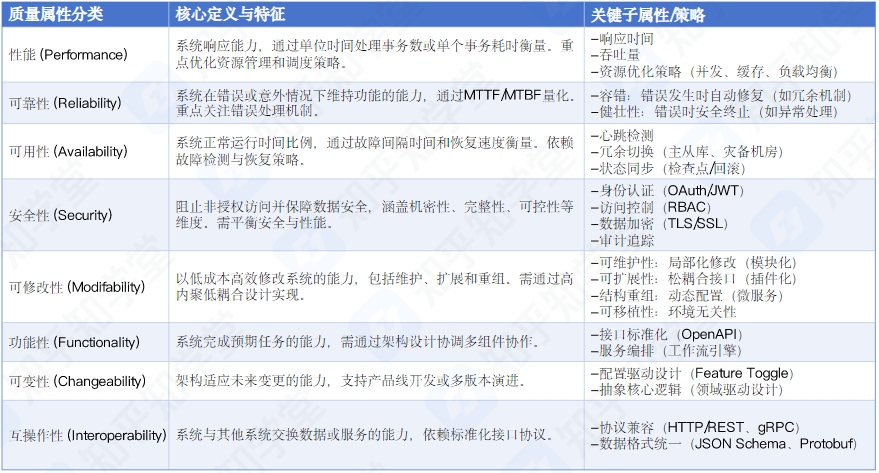 质量属性分类 核心定义与特征 关键子属性/策略
性能 (Performance)
系统响应能力，通过单位时间处理事务数或单个事务耗时衡量。重
点优化资源管理和调度策略。
–响应时间
–吞吐量
–资源优化策略（并发、缓存、负载均衡）
可靠性 (Reliability)
系统在错误或意外情况下维持功能的能力，通过MTTF/MTBF量化。
重点关注错误处理机制。
–容错：错误发生时自动修复（如冗余机制）
–健壮性：错误时安全终止（如异常处理）
可用性 (Availability)
系统正常运行时间比例，通过故障间隔时间和恢复速度衡量。依赖
故障检测与恢复策略。
–心跳检测
–冗余切换（主从库、灾备机房）
–状态同步（检查点/回滚）
安全性 (Security)
阻止非授权访问并保障数据安全，涵盖机密性、完整性、可控性等
维度。需平衡安全与性能。
–身份认证（OAuth/JWT）
–访问控制（RBAC）
–数据加密（TLS/SSL）
–审计追踪
可修改性 (Modifability)
以低成本高效修改系统的能力，包括维护、扩展和重组。需通过高
内聚低耦合设计实现。
–可维护性：局部化修改（模块化）
–可扩展性：松耦合接口（插件化）
–结构重组：动态配置（微服务）
–可移植性：环境无关性
功能性 (Functionality)
系统完成预期任务的能力，需通过架构设计协调多组件协作。
–接口标准化（OpenAPI）
–服务编排（工作流引擎）
可变性 (Changeability)
架构适应未来变更的能力，支持产品线开发或多版本演进。
–配置驱动设计（Feature Toggle）
–抽象核心逻辑（领域驱动设计）
互操作性 (Interoperability)
系统与其他系统交换数据或服务的能力，依赖标准化接口协议。
–协议兼容（HTTP/REST、gRPC）
–数据格式统一（JSON Schema、Protobuf）
知乎知学堂